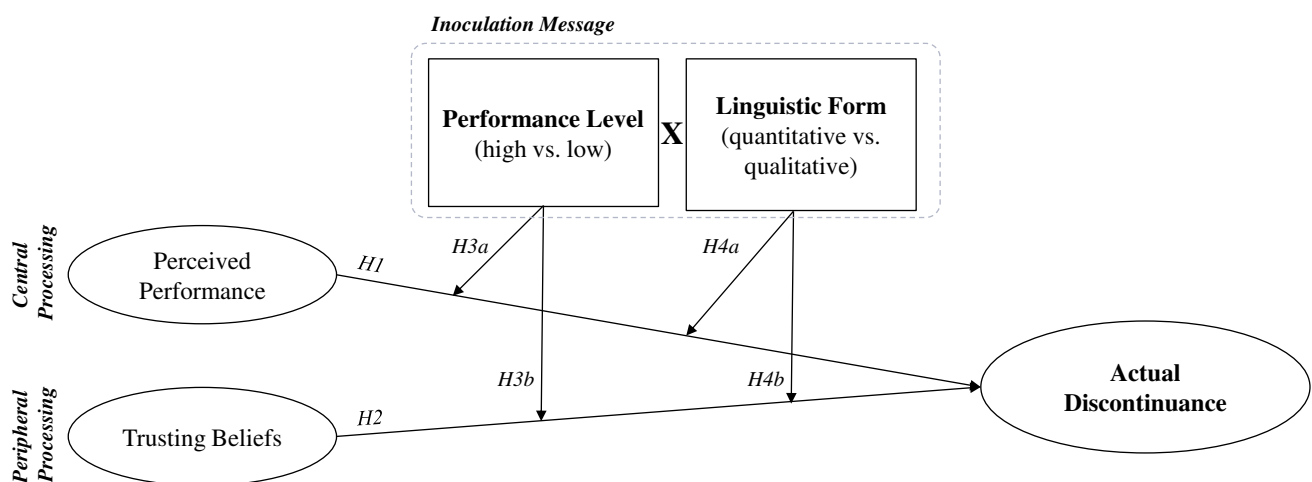 Inoculation Message
Performance Level
(high vs. low)
X
Linguistic Form
(quantitative vs.
qualitative)
Central
Processing
Perceived
Performance
H1
H3a
H4a
H3b
H4b
Peripheral
Processing
Trusting Beliefs
H2
Actual
Discontinuance